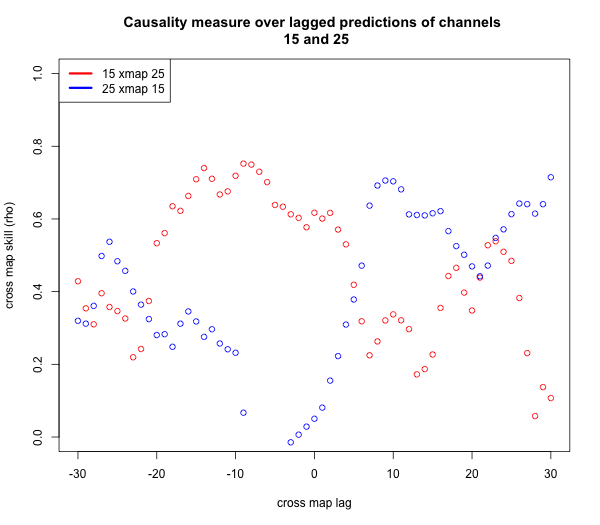 Causality measure over lagged predictions of channels
15 and 25
15 xmap 25
25 xmap 15
cross map skill (rho)
1.0
0.8
0.6
0.4
0.2
0.0
-30 -20 -10 0 10 20 30
cross map lag